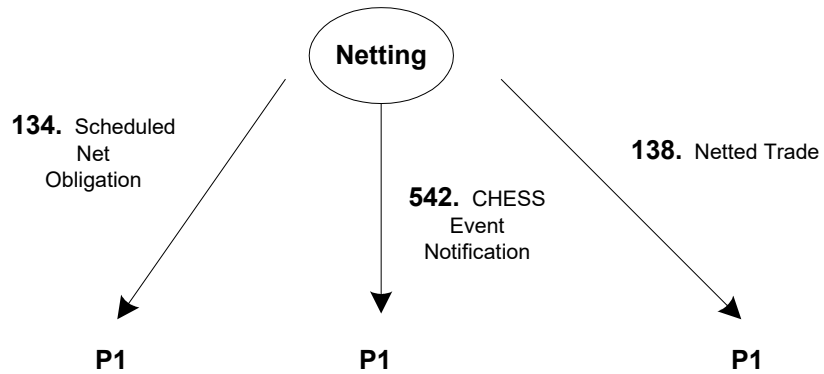 Netting
134. Scheduled
Net
Obligation
542. CHESS
Event
Notification
138. Netted Trade
P1
P1
P1